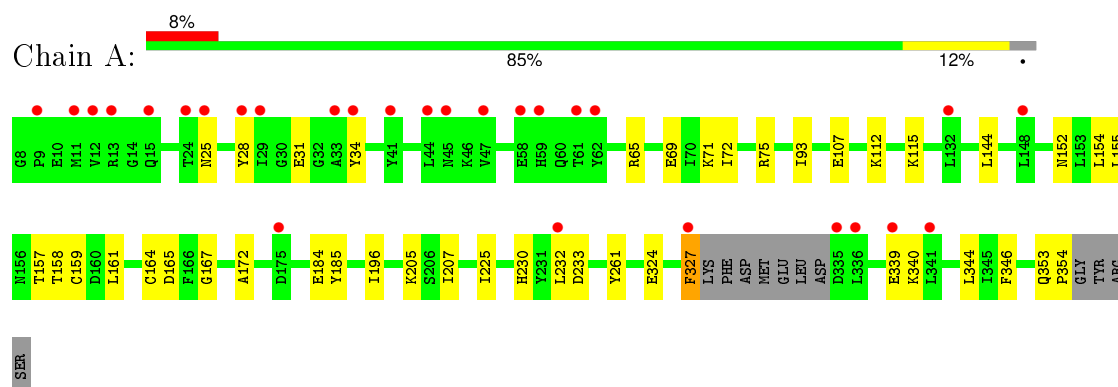 8%
Chain A:
85% 12% •
G8 P9 E10 M11 V12 R13 G14 Q15 T24 N25 Y28 I29 G30 E31 G32 A33 Y34 Y41 L44 N45 K46 V47 E58 H59 Q60 T61 Y62 R65 E69 I70 K71 I72 R75 I93 E107 K112 K115 L132 L144 L148 N152 L153 L154 L155
N156 T157 T158 C159 D160 L161 C164 D165 F166 G167 A172 D175 E184 Y185 I196 K205 S206 I207 I225 H230 Y231 L232 D233 Y261 E324 F327 LYS PHE ASP MET GLU LEU ASP D335 L336 E339 K340 L341 L344 I345 F346 Q353 P354 GLY TYR ARG
SER